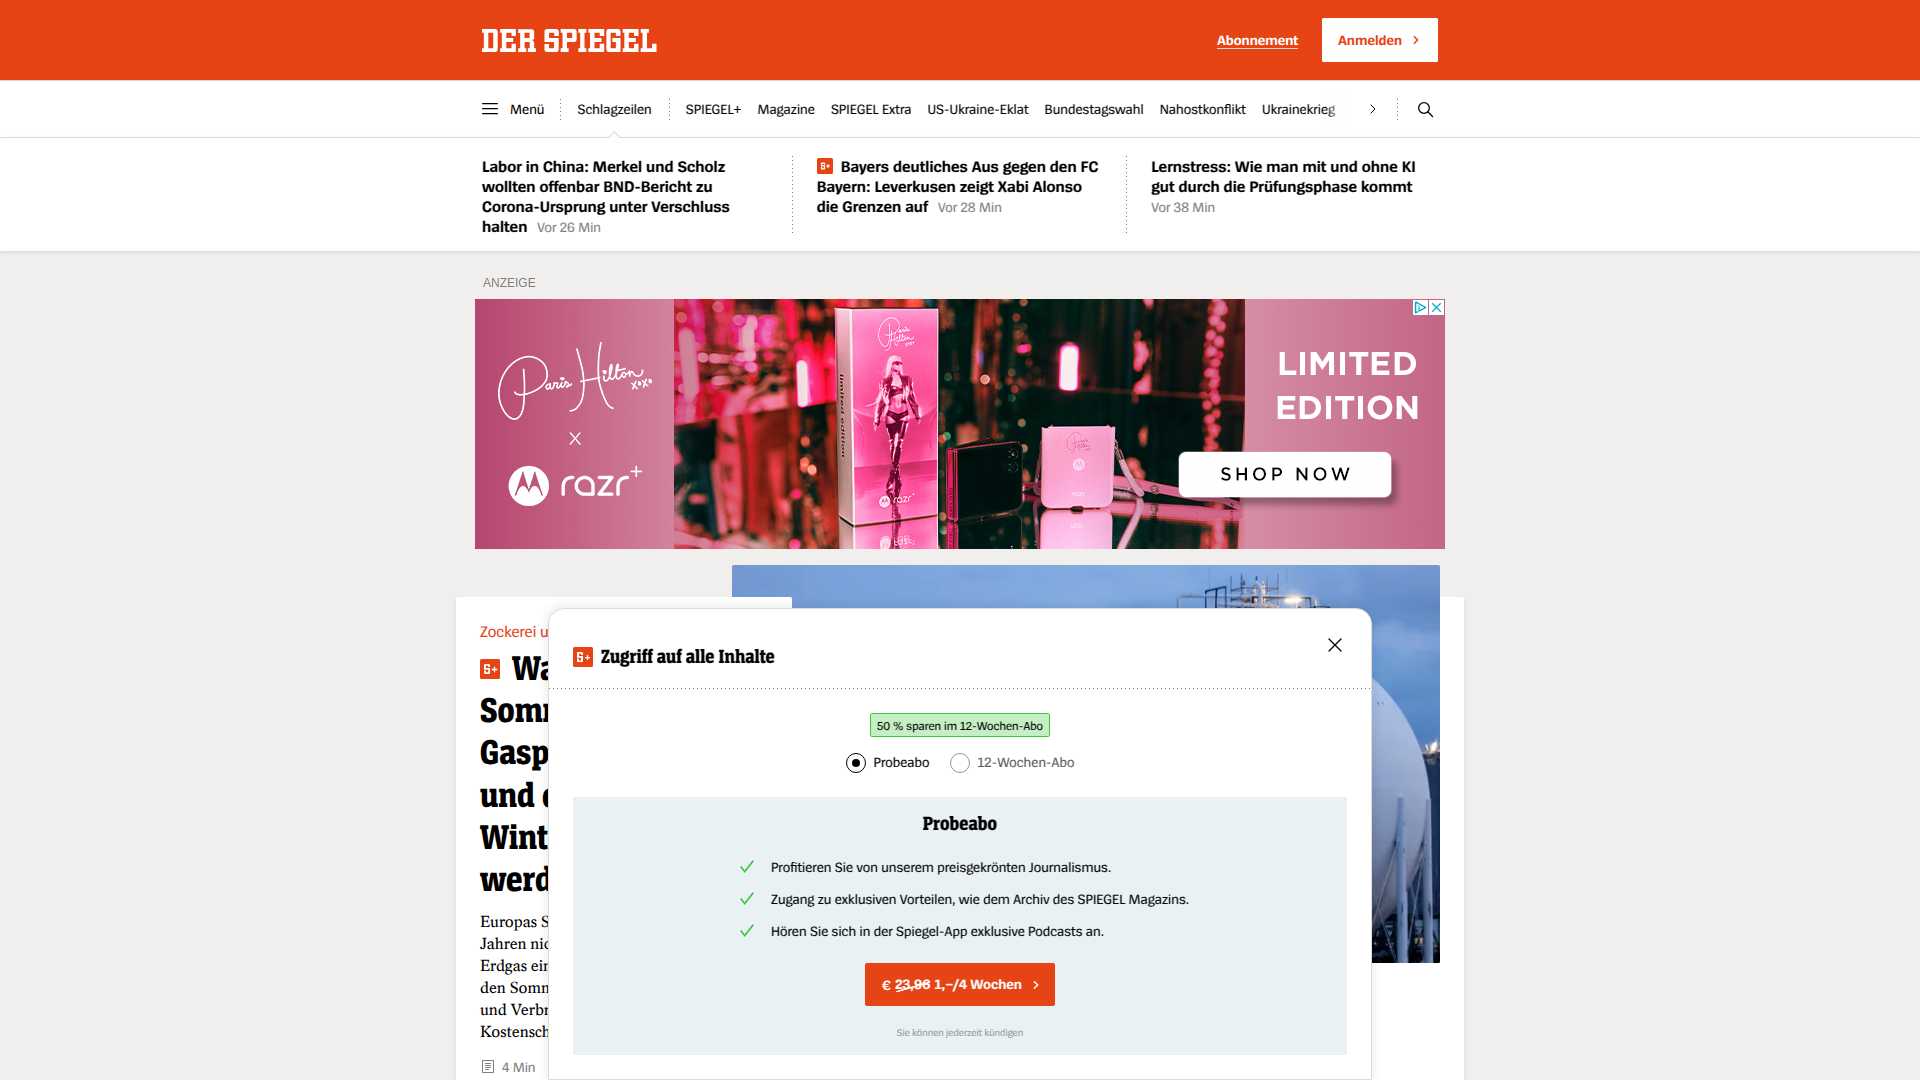 DER SPIEGEL
Abonnement
Anmelden
Menü
Schlagzeilen
SPIEGEL+
Magazine
SPIEGEL Extra
US-Ukraine-Eklat
Bundestagswahl
Nahostkonflikt
Ukrainekrieg
Labor in China: Merkel und Scholz
wollten offenbar BND-Bericht zu
Corona-Ursprung unter Verschluss
halten Vor 26 Min
S+ Bayers deutliches Aus gegen den FC
Bayern: Leverkusen zeigt Xabi Alonso
die Grenzen auf Vor 28 Min
Lernstress: Wie man mit und ohne KI
gut durch die Prüfungsphase kommt
Vor 38 Min
ANZEIGE
Paris Hilton
xoxo
X
razr+
Paris
Hilton
limited edition
razr+
LIMITED
EDITION
SHOP NOW
Zockerei u
S+ Wa
Som
Gasp
und
Wint
werd
Europas S
Jahren nic
Erdgas ein
den Somm
und Verbr
Kostensch
4 Min
S+ Zugriff auf alle Inhalte
50 % sparen im 12-Wochen-Abo
Probeabo
12-Wochen-Abo
Probeabo
Profitieren Sie von unserem preisgekrönten Journalismus.
Zugang zu exklusiven Vorteilen, wie dem Archiv des SPIEGEL Magazins.
Hören Sie sich in der Spiegel-App exklusive Podcasts an.
€ 23,96 1,–/4 Wochen
Sie können jederzeit kündigen